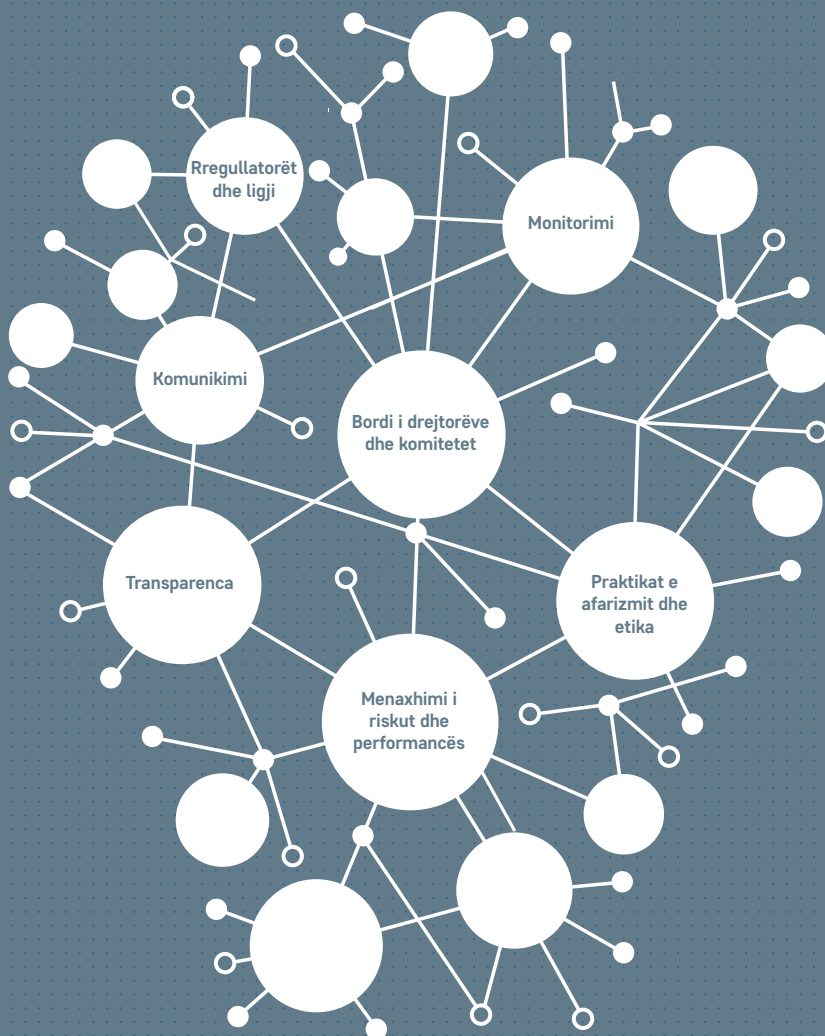 Rregullatorët
dhe ligji
Monitorimi
Komunikimi
Bordi i drejtorëve
dhe komitetet
Transparenca
Praktikat e
afarizmit dhe
etika
Menaxhimi i
riskut dhe
performancës